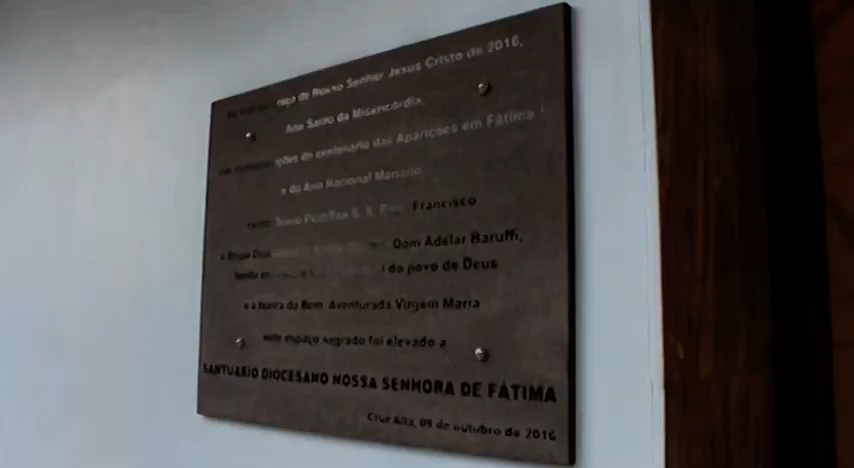 de Nosso Senhor Jesus Cristo de 2016,
Ano Santo da Misericórdia,
do centenário das Aparições em Fátima
e do Ano Nacional Mariano,
S. S. Francisco
e Bispo Dom Adelar Baruffi,
do povo de Deus
e a honra da Bem Aventurada Virgem Maria
este espaço sagrado foi elevado a
SANTUÁRIO DIOCESANO NOSSA SENHORA DE FÁTIMA
Cruz Alta, 09 de outubro de 2016